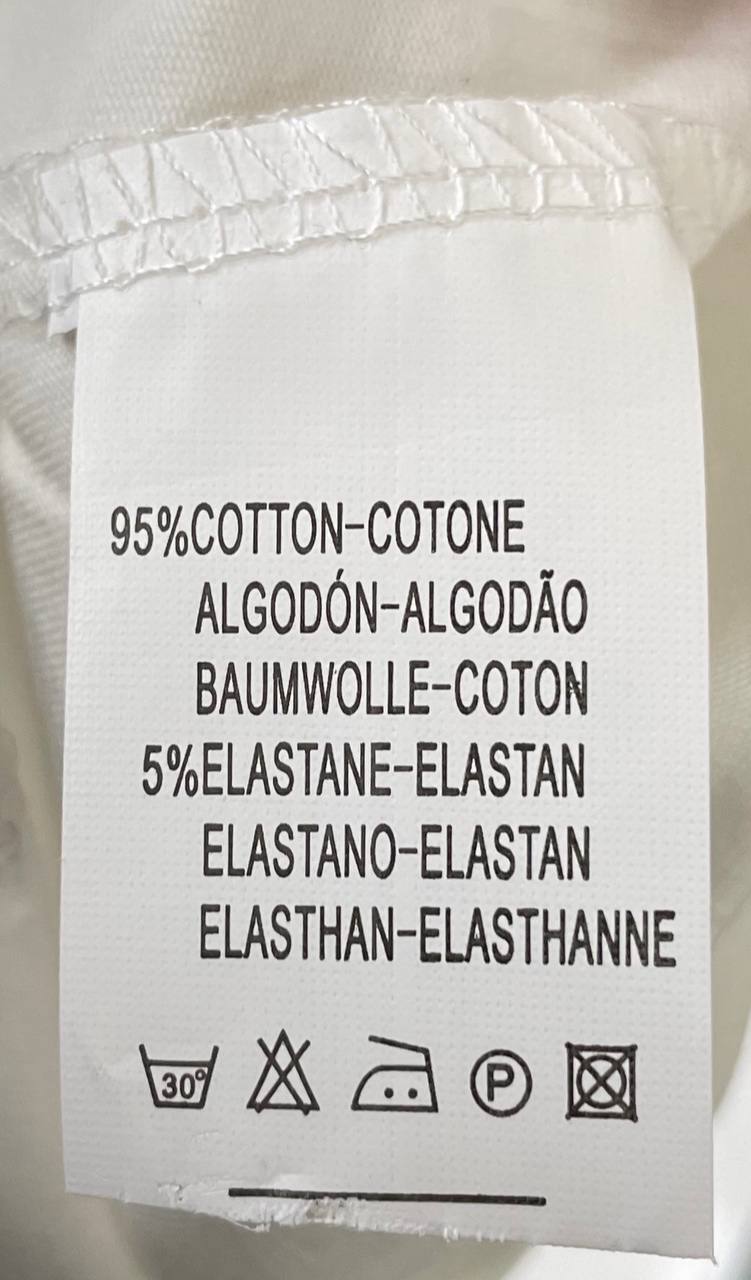 95%COTTON-COTONE
ALGODÓN-ALGODÃO
BAUMWOLLE-COTON
5%ELASTANE-ELASTAN
ELASTANO-ELASTAN
ELASTHAN-ELASTHANNE
30° P